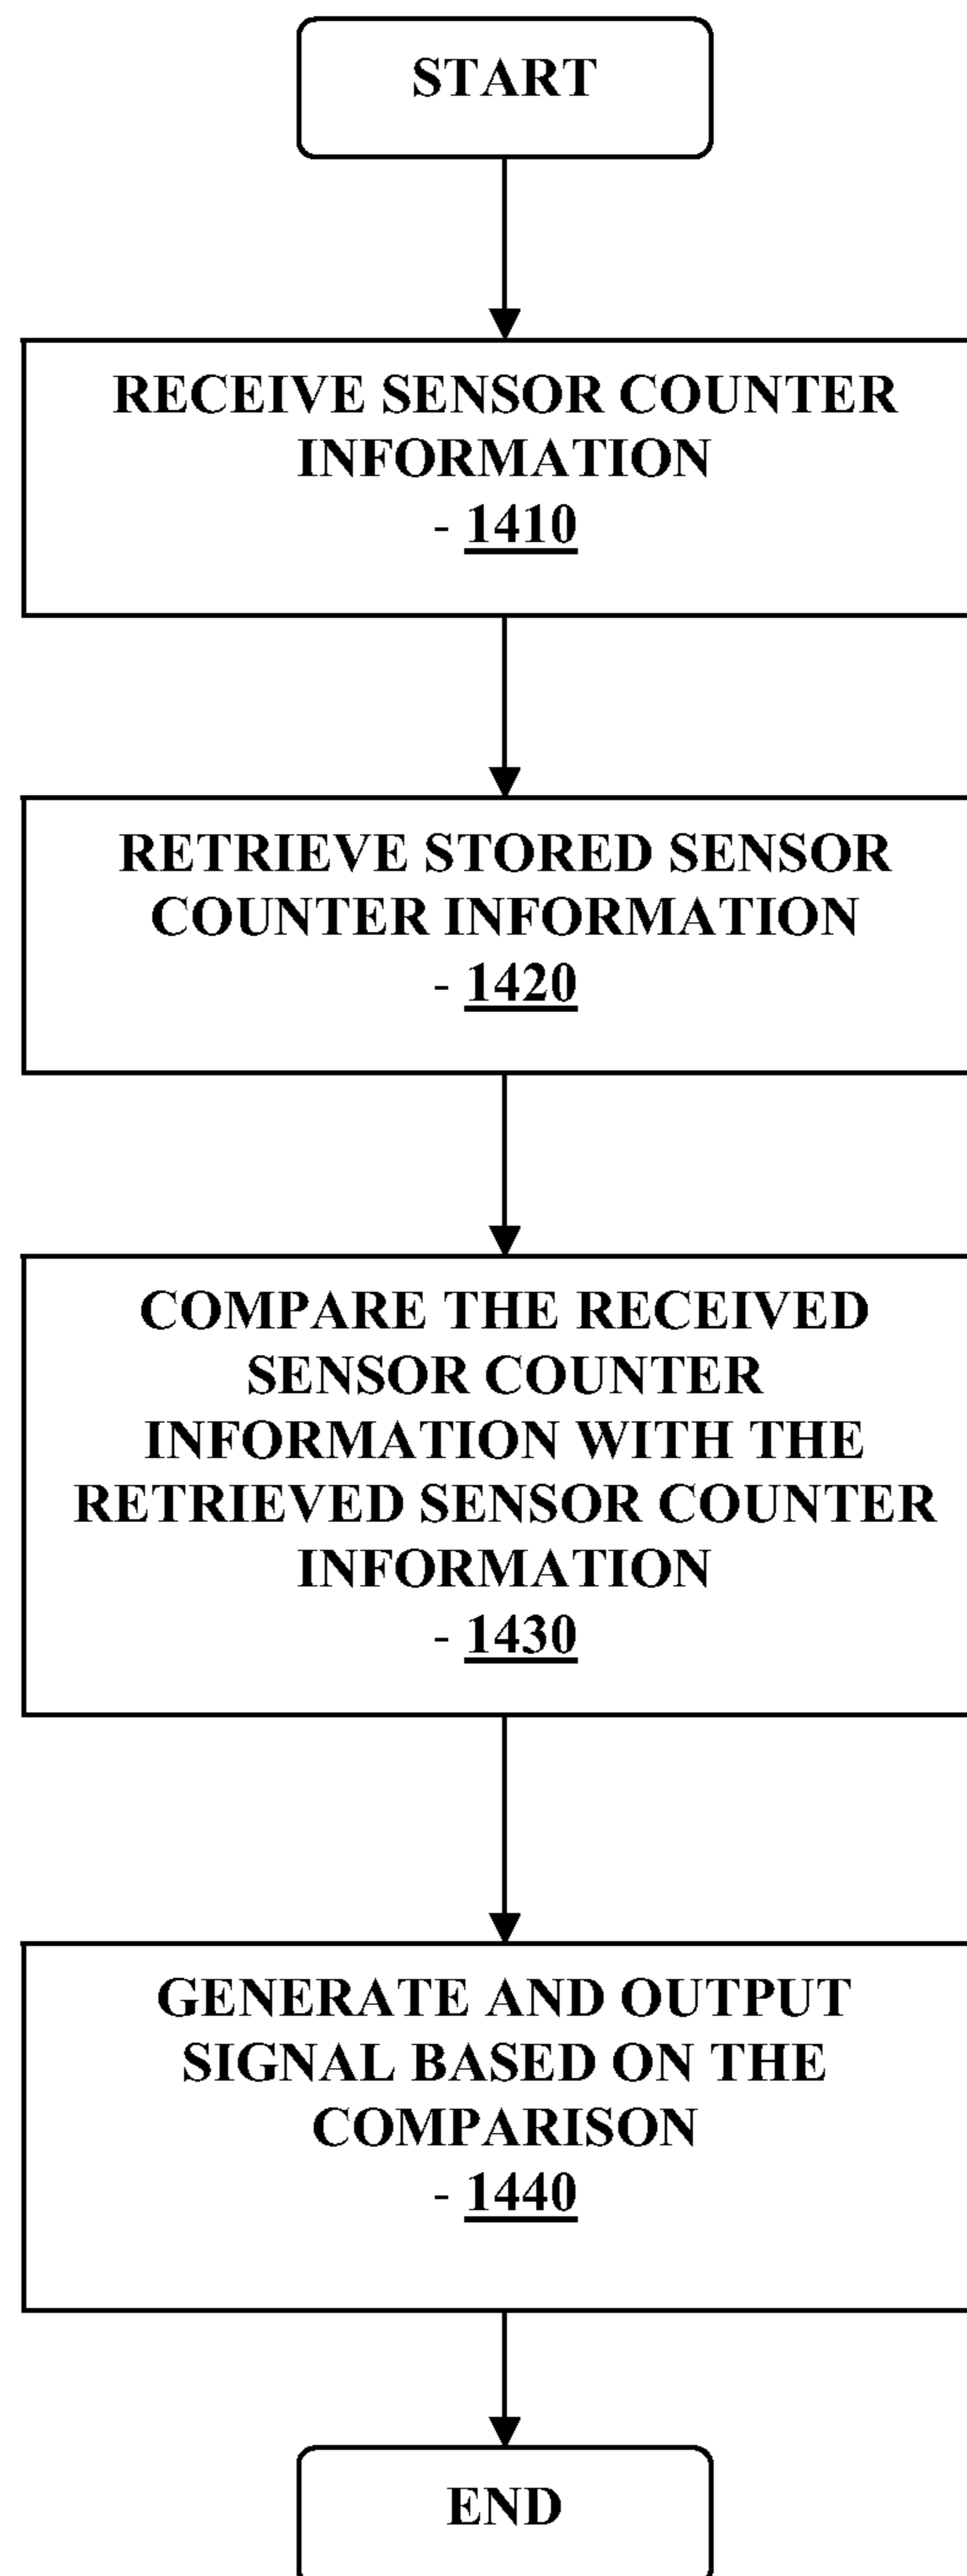 START
RECEIVE SENSOR COUNTER
INFORMATION
- 1410
RETRIEVE STORED SENSOR
COUNTER INFORMATION
- 1420
COMPARE THE RECEIVED
SENSOR COUNTER
INFORMATION WITH THE
RETRIEVED SENSOR COUNTER
INFORMATION
- 1430
GENERATE AND OUTPUT
SIGNAL BASED ON THE
COMPARISON
- 1440
END